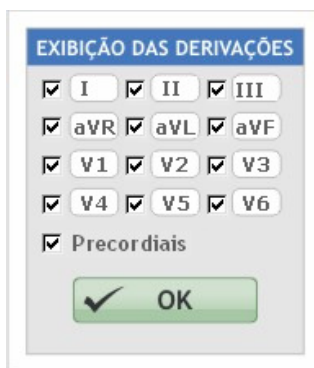 EXIBIÇÃO DAS DERIVAÇÕES
I II III
aVR aVL aVF
V1 V2 V3
V4 V5 V6
Precordiais
OK